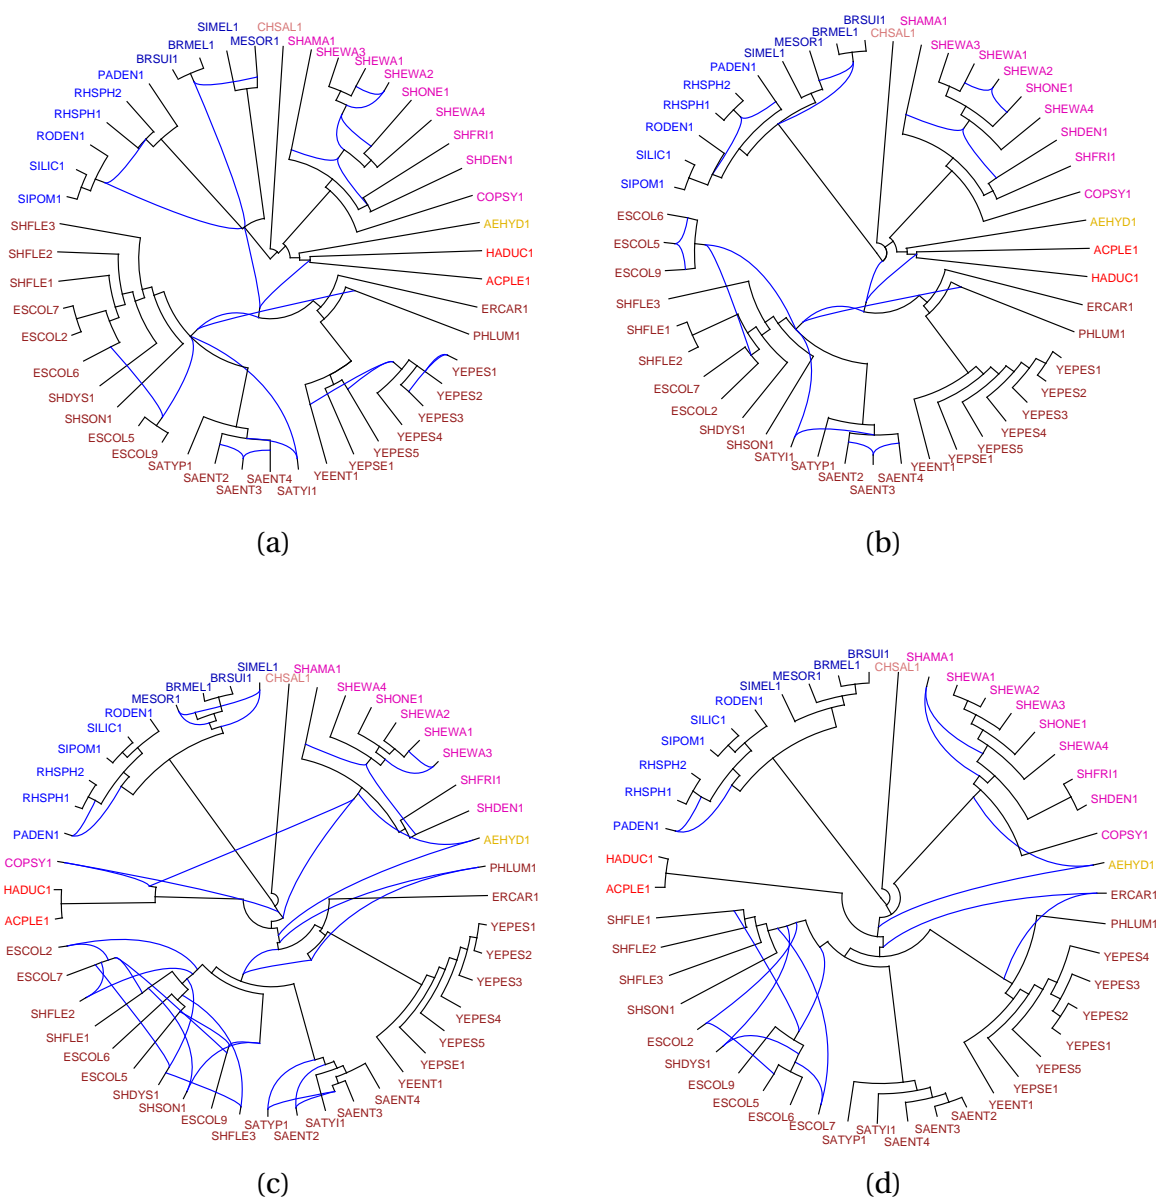 SIMEL1
CHSAL1
BRMEL1
MESOR1
SHAMA1
BRSUI1
SHEWA3
SHEWA1
PADEN1
SHEWA2
RHSPH2
SHONE1
RHSPH1
SHEWA4
RODEN1
SHFRI1
SILIC1
SHDEN1
SIPOM1
COPSY1
SHFLE3
AEHYD1
SHFLE2
HADUC1
SHFLE1
ACPLE1
ESCOL7
ERCAR1
ESCOL2
PHLUM1
ESCOL6
YEPES1
SHDYS1
YEPES2
SHSON1
YEPES3
ESCOL5
YEPES4
ESCOL9
YEPES5
SATYP1
YEPSE1
SAENT2
YEENT1
SAENT3
SAENT4
SATYI1
(a)
BRSUI1
SHAMA1
BRMEL1
CHSAL1
MESOR1
SHEWA3
SIMEL1
SHEWA1
PADEN1
SHEWA2
RHSPH2
SHONE1
RHSPH1
SHEWA4
RODEN1
SHDEN1
SILIC1
SHFRI1
SIPOM1
COPSY1
ESCOL6
AEHYD1
ESCOL5
ACPLE1
ESCOL9
HADUC1
SHFLE3
ERCAR1
SHFLE1
PHLUM1
SHFLE2
YEPES1
ESCOL7
YEPES2
ESCOL2
YEPES3
SHDYS1
YEPES4
SHSON1
YEPES5
SATYI1
YEPSE1
SATYP1
YEENT1
SAENT2
SAENT3
SAENT4
(b)
SIMEL1
SHAMA1
BRSUI1
CHSAL1
BRMEL1
SHEWA4
MESOR1
SHONE1
RODEN1
SHEWA2
SILIC1
SHEWA1
SIPOM1
SHEWA3
RHSPH2
SHFRI1
RHSPH1
SHDEN1
PADEN1
AEHYD1
COPSY1
PHLUM1
HADUC1
ERCAR1
ACPLE1
YEPES1
ESCOL2
YEPES2
ESCOL7
YEPES3
SHFLE2
YEPES4
SHFLE1
YEPES5
ESCOL6
YEPSE1
ESCOL5
YEENT1
SHDYS1
SAENT4
SHSON1
SAENT3
ESCOL9
SATYI1
SHFLE3
SATYP1
SAENT2
(c)
BRSUI1
SHAMA1
BRMEL1
CHSAL1
MESOR1
SHEWA1
SIMEL1
SHEWA2
RODEN1
SHEWA3
SIPOM1
SHONE1
SILIC1
SHEWA4
RHSPH2
SHFRI1
RHSPH1
SHDEN1
PADEN1
COPSY1
HADUC1
AEHYD1
ACPLE1
ERCAR1
SHFLE1
PHLUM1
SHFLE2
YEPES4
SHFLE3
YEPES3
SHSON1
YEPES2
ESCOL2
YEPES1
SHDYS1
YEPES5
ESCOL9
YEPSE1
ESCOL5
YEENT1
ESCOL6
SAENT2
ESCOL7
SAENT3
SATYP1
SATYI1
SAENT4
(d)